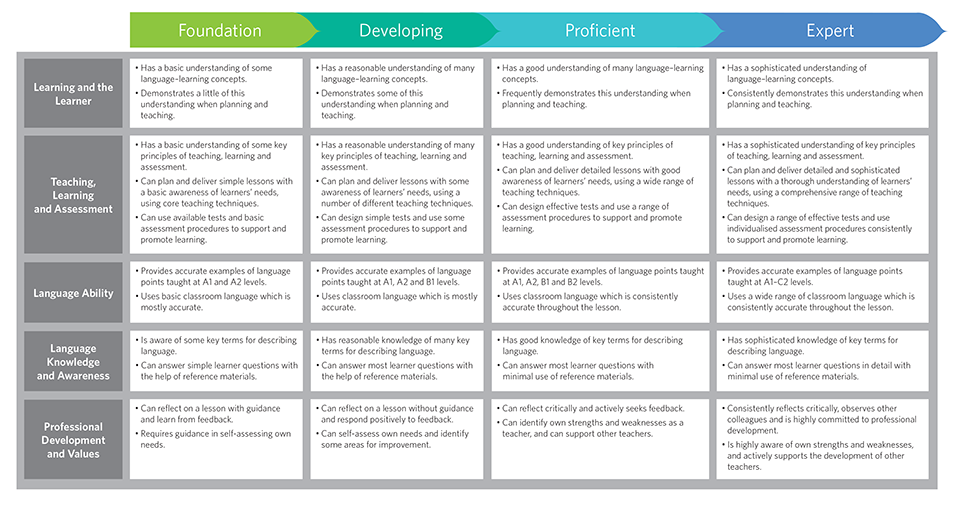 Foundation
Developing
Proficient
Expert
Learning and the
Learner
• Has a basic understanding of some
language–learning concepts.
• Demonstrates a little of this
understanding when planning and
teaching.
• Has a reasonable understanding of many
language–learning concepts.
• Demonstrates some of this
understanding when planning and
teaching.
• Has a good understanding of many language–learning
concepts.
• Frequently demonstrates this understanding when
planning and teaching.
• Has a sophisticated understanding of
language–learning concepts.
• Consistently demonstrates this understanding when
planning and teaching.
Teaching,
Learning
and Assessment
• Has a basic understanding of some key
principles of teaching, learning and
assessment.
• Can plan and deliver simple lessons with
a basic awareness of learners’ needs,
using core teaching techniques.
• Can use available tests and basic
assessment procedures to support and
promote learning.
• Has a reasonable understanding of many
key principles of teaching, learning and
assessment.
• Can plan and deliver lessons with some
awareness of learners’ needs, using a
number of different teaching techniques.
• Can design simple tests and use some
assessment procedures to support and
promote learning.
• Has a good understanding of key principles of
teaching, learning and assessment.
• Can plan and deliver detailed lessons with good
awareness of learners’ needs, using a wide range of
teaching techniques.
• Can design effective tests and use a range of
assessment procedures to support and promote
learning.
• Has a sophisticated understanding of key principles
of teaching, learning and assessment.
• Can plan and deliver detailed and sophisticated
lessons with a thorough understanding of learners’
needs, using a comprehensive range of teaching
techniques.
• Can design a range of effective tests and use
individualised assessment procedures consistently
to support and promote learning.
Language Ability
• Provides accurate examples of language
points taught at A1 and A2 levels.
• Uses basic classroom language which is
mostly accurate.
• Provides accurate examples of language
points taught at A1, A2 and B1 levels.
• Uses classroom language which is mostly
accurate.
• Provides accurate examples of language points taught
at A1, A2, B1 and B2 levels.
• Uses classroom language which is consistently
accurate throughout the lesson.
• Provides accurate examples of language points
taught at A1–C2 levels.
• Uses a wide range of classroom language which is
consistently accurate throughout the lesson.
Language
Knowledge
and Awareness
• Is aware of some key terms for describing
language.
• Can answer simple learner questions with
the help of reference materials.
• Has reasonable knowledge of many key
terms for describing language.
• Can answer most learner questions with
the help of reference materials.
• Has good knowledge of key terms for describing
language.
• Can answer most learner questions with
minimal use of reference materials.
• Has sophisticated knowledge of key terms for
describing language.
• Can answer most learner questions in detail with
minimal use of reference materials.
Professional
Development
and Values
• Can reflect on a lesson with guidance
and learn from feedback.
• Requires guidance in self-assessing own
needs.
• Can reflect on a lesson without guidance
and respond positively to feedback.
• Can self-assess own needs and identify
some areas for improvement.
• Can reflect critically and actively seeks feedback.
• Can identify own strengths and weaknesses as a
teacher, and can support other teachers.
• Consistently reflects critically, observes other
colleagues and is highly committed to professional
development.
• Is highly aware of own strengths and weaknesses,
and actively supports the development of other
teachers.